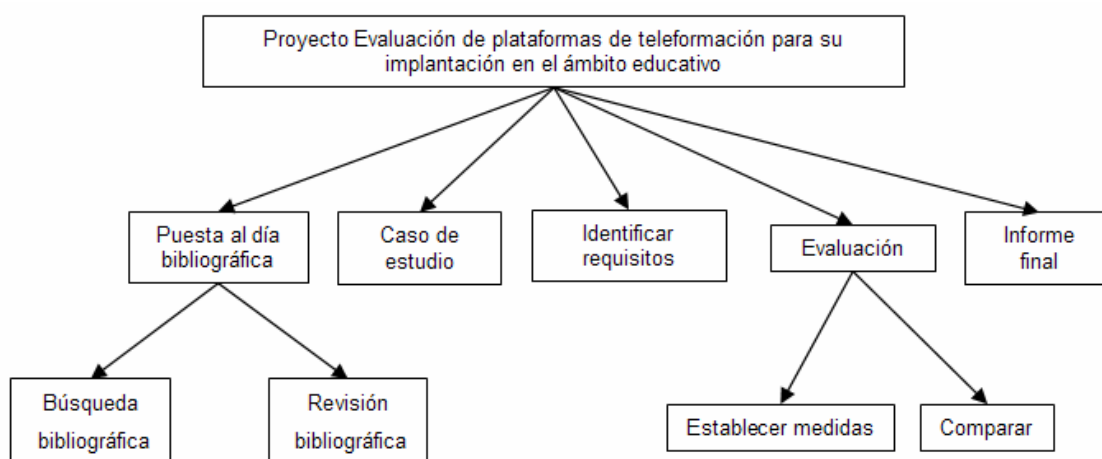 Proyecto Evaluación de plataformas de teleformación para su
implantación en el ámbito educativo
Puesta al día
bibliográfica
Caso de
estudio
Identificar
requisitos
Evaluación
Informe
final
Búsqueda
bibliográfica
Revisión
bibliográfica
Establecer medidas
Comparar